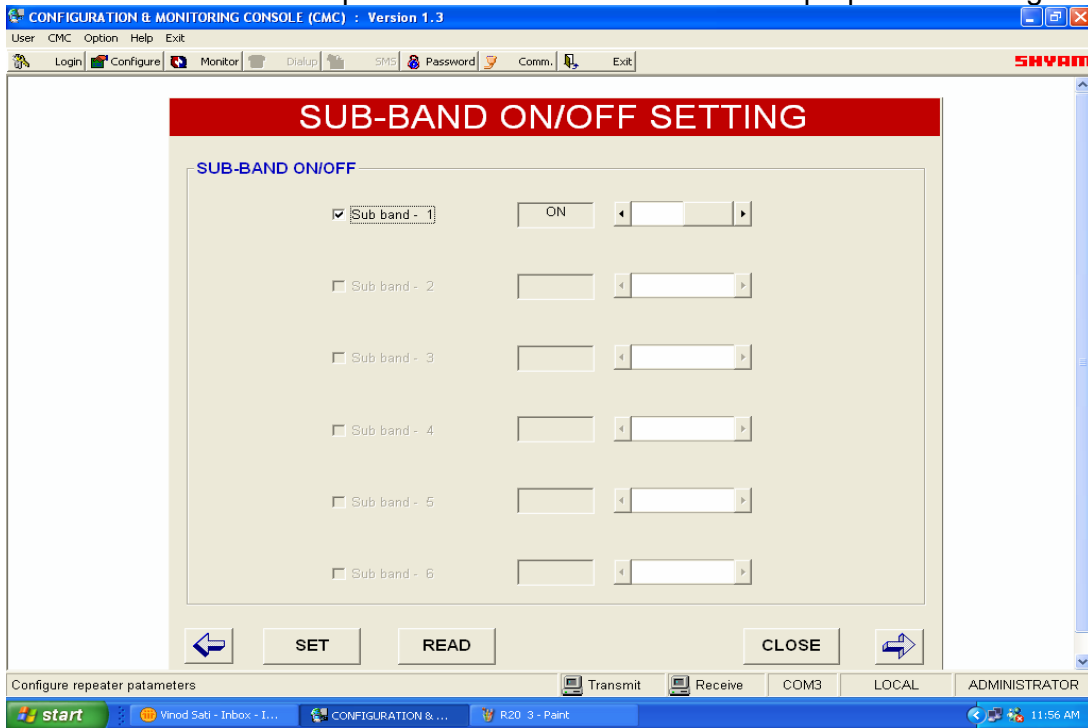 CONFIGURATION & MONITORING CONSOLE (CMC) : Version 1.3
User CMC Option Help Exit
Login Configure Monitor Dialup SMS Password Comm. Exit SHYAM
SUB-BAND ON/OFF SETTING
SUB-BAND ON/OFF
Sub band - 1 ON
Sub band - 2
Sub band - 3
Sub band - 4
Sub band - 5
Sub band - 6
SET READ CLOSE
Configure repeater patameters Transmit Receive COM3 LOCAL ADMINISTRATOR
start Vinod Sati - Inbox - I... CONFIGURATION & ... R20 3 - Paint 11:56 AM